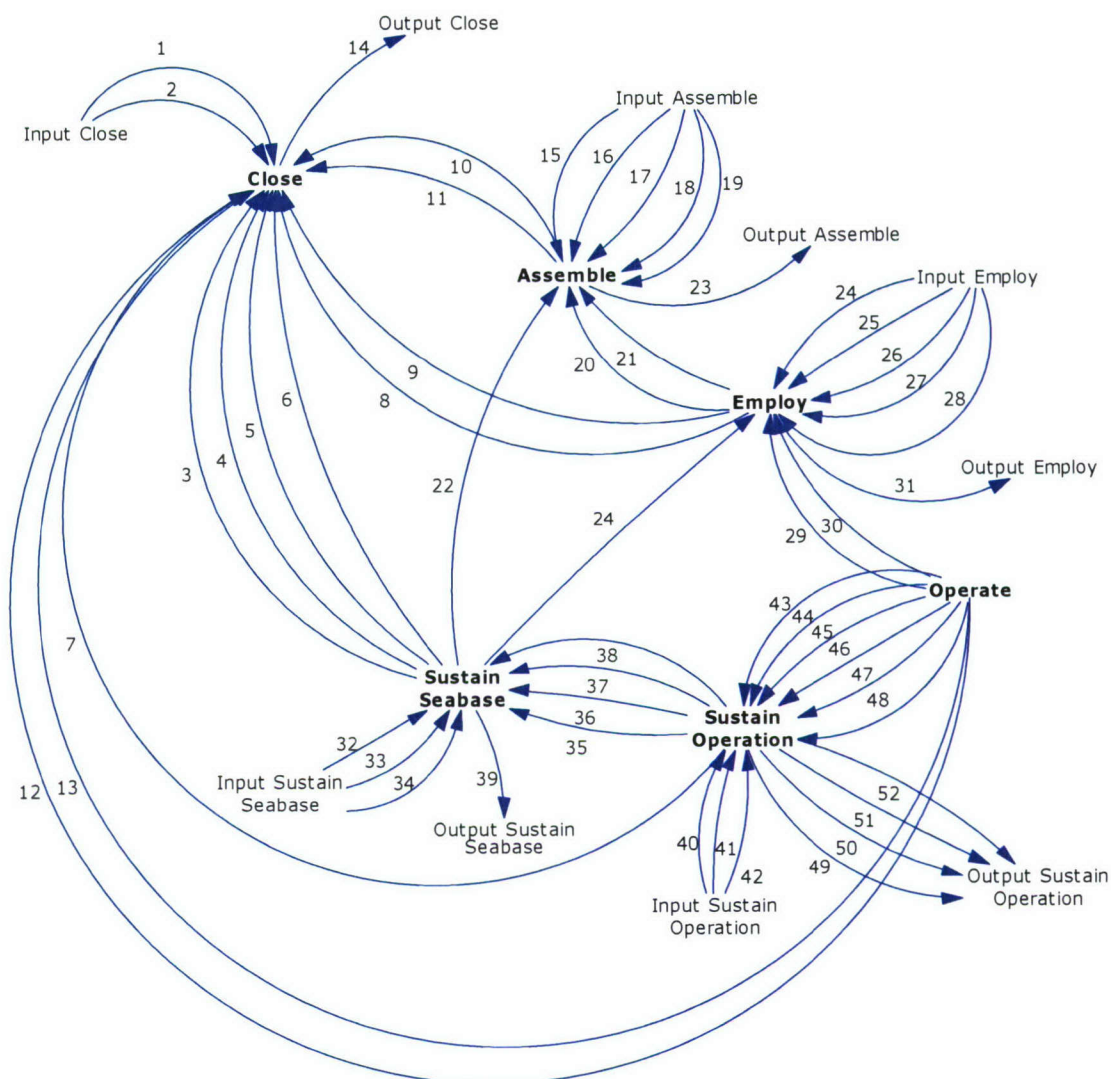 Output Close
14
1
2
Input Close
Input Assemble
Close
10
11
15
16
17
18
19
Output Assemble
Assemble
23
Input Employ
24
25
26
27
28
20
21
Employ
9
8
Output Employ
31
30
29
3
4
5
6
22
24
Operate
43
44
45
46
47
48
7
Sustain
Seabase
38
37
36
35
Sustain
Operation
32
33
34
Input Sustain
Seabase
39
Output Sustain
Seabase
12
13
40
41
42
Input Sustain
Operation
52
51
50
49
Output Sustain
Operation